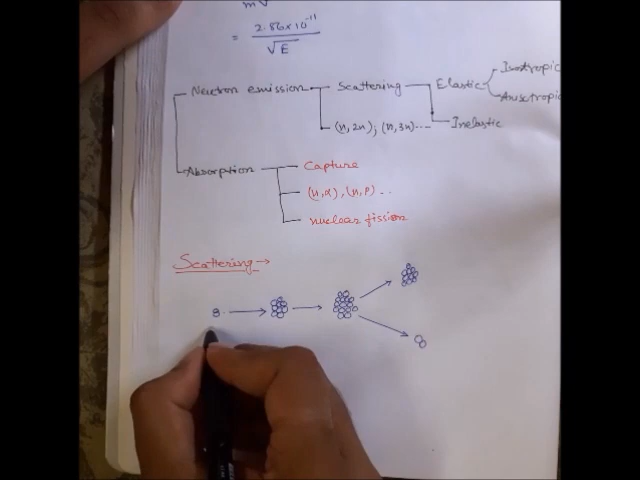 m√
= 2.86×10⁻¹¹ / √E
Neutron emission Scattering Elastic Isotropic
Anisotropic
(n, 2n); (n, 3n) .... Inelastic
Absorption Capture
(n, α), (n, p) ..
nuclear fission
Scattering →